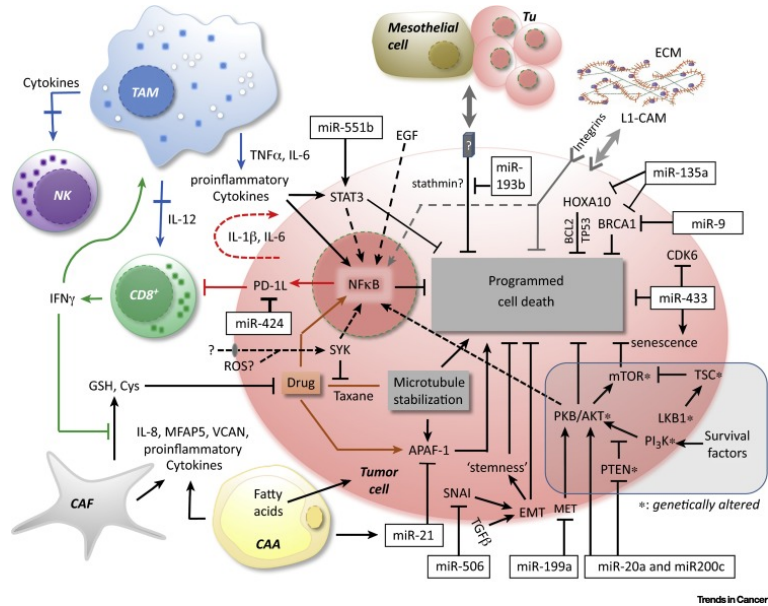 Mesothelial
cell
Tu
ECM
Cytokines
TAM
miR-551b
EGF
?
Integrins
L1-CAM
TNFα, IL-6
proinflammatory
Cytokines
STAT3
stathmin?
miR-
193b
miR-135a
HOXA10
NK
IL-12
IL-1β, IL-6
BCL2
TP53
BRCA1
miR-9
CDK6
IFNγ
CD8+
PD-1L
NFκB
Programmed
cell death
miR-433
miR-424
senescence
?
ROS?
SYK
mTOR*
TSC*
GSH, Cys
Drug
Taxane
Microtubule
stabilization
PKB/AKT*
LKB1*
PI3K*
Survival
factors
IL-8, MFAP5, VCAN,
proinflammatory
Cytokines
APAF-1
PTEN*
Tumor
cell
'stemness'
CAF
Fatty
acids
CAA
SNAI
TGFβ
EMT
MET
*: genetically altered
miR-21
miR-506
miR-199a
miR-20a and miR200c
Trends in Cancer